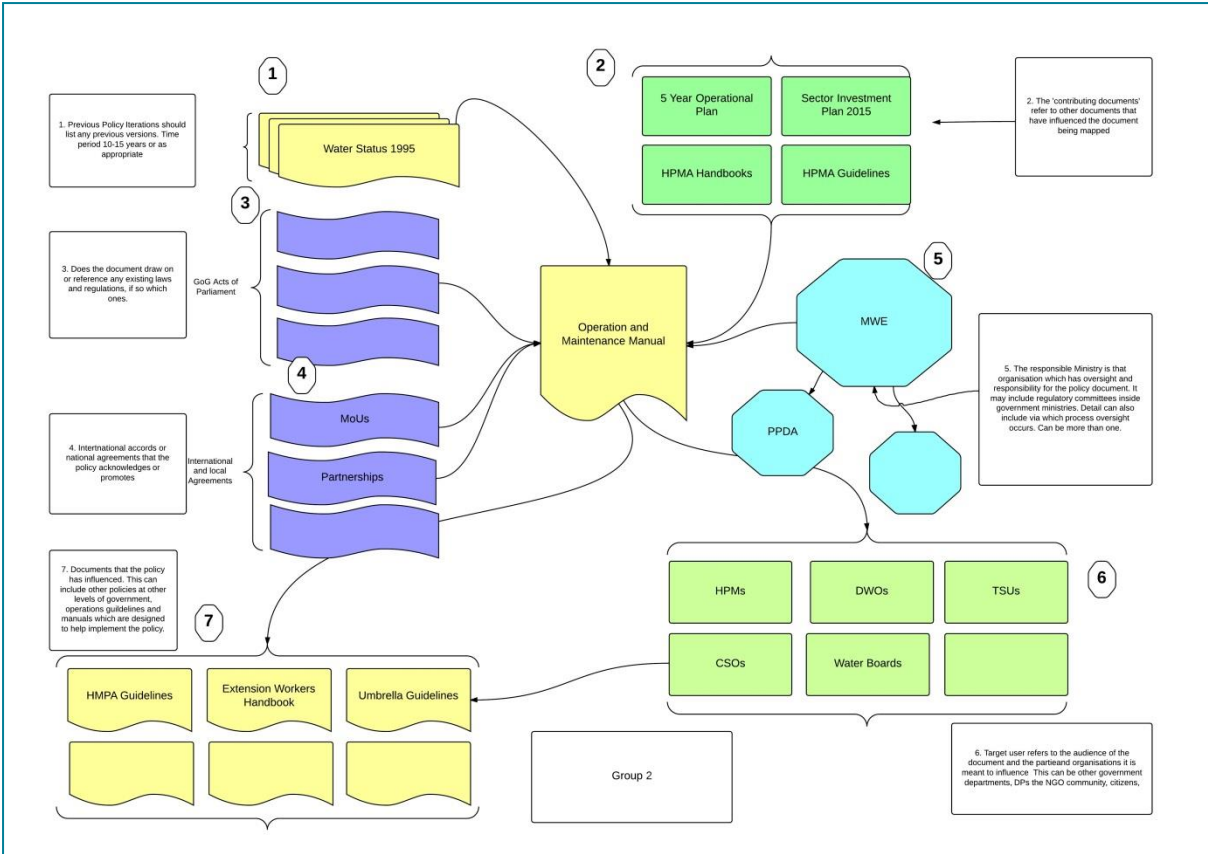 1
2
5 Year Operational
Plan
Sector Investment
Plan 2015
HPMA Handbooks
HPMA Guidelines
2. The 'contributing documents'
refer to other documents that
have influenced the document
being mapped
1. Previous Policy Iterations should
list any previous versions. Time
period 10-15 years or as
appropriate
Water Status 1995
3
3. Does the document draw on
or reference any existing laws
and regulations, if so which
ones.
GoG Acts of
Parliament
Operation and
Maintenance Manual
5
MWE
PPDA
5. The responsible Ministry is that
organisation which has oversight and
responsibility for the policy document. It
may include regulatory committees inside
government ministries. Detail can also
include via which process oversight
occurs. Can be more than one.
4
MoUs
Partnerships
4. Intertnational accords or
national agreements that the
policy acknowledges or
promotes
International
and local
Agreements
7. Documents that the policy
has influenced. This can
include other policies at other
levels of government,
operations guildelines and
manuals which are designed
to help implement the policy.
7
HMPA Guidelines
Extension Workers
Handbook
Umbrella Guidelines
6
HPMs
DWOs
TSUs
CSOs
Water Boards
Group 2
6. Target user refers to the audience of the
document and the partieand organisations it is
meant to influence This can be other government
departments, DPs the NGO community, citizens,